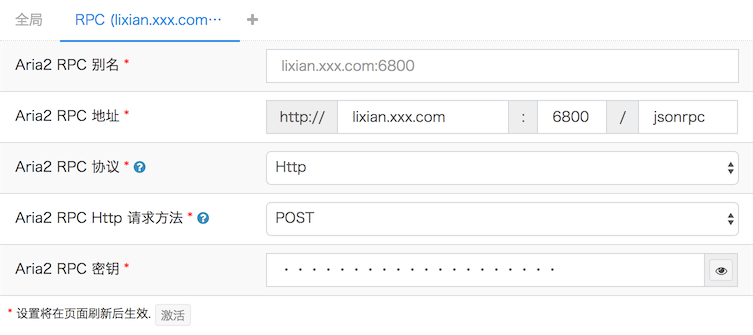 全局 RPC (lixian.xxx.com… +
Aria2 RPC 别名 * lixian.xxx.com:6800
Aria2 RPC 地址 * http:// lixian.xxx.com : 6800 / jsonrpc
Aria2 RPC 协议 * Http
Aria2 RPC Http 请求方法 * POST
Aria2 RPC 密钥 * ····················
* 设置将在页面刷新后生效. 激活